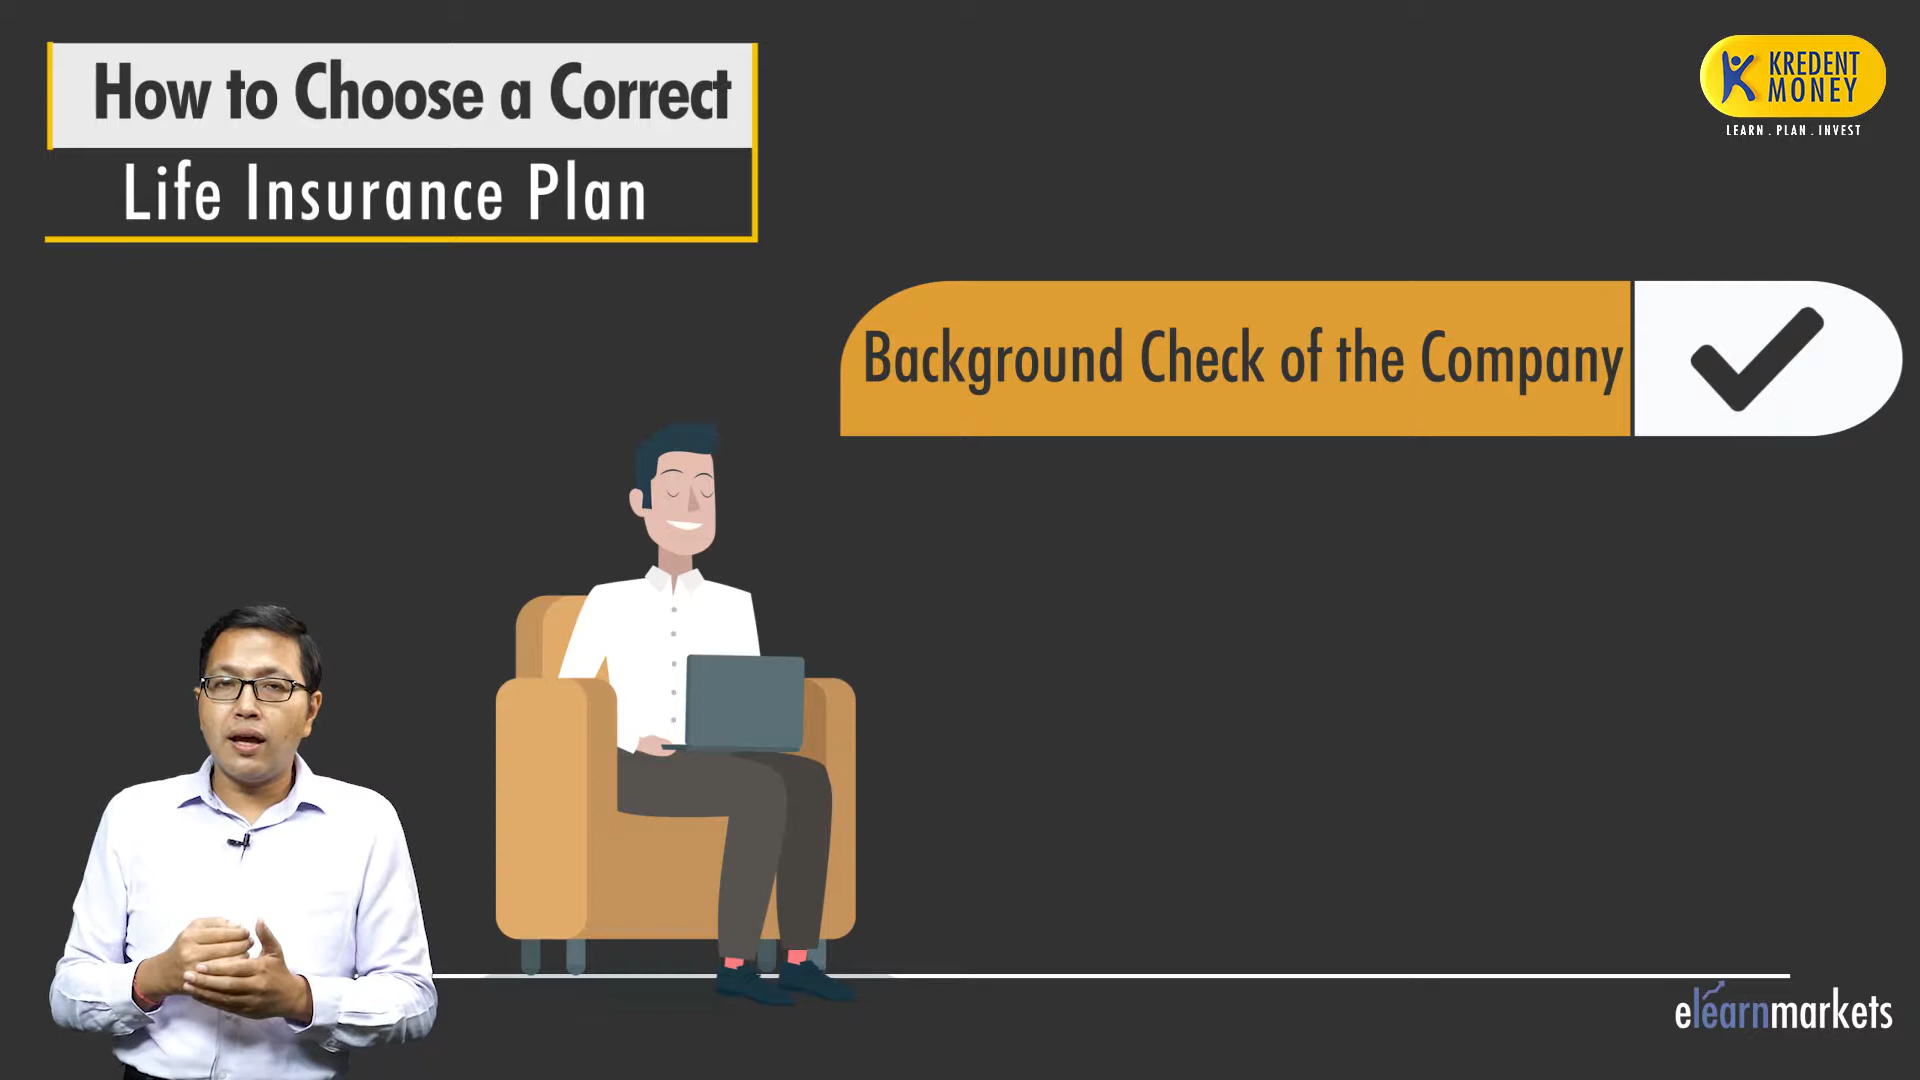 How to Choose a Correct
Life Insurance Plan
KREDENT
MONEY
LEARN . PLAN . INVEST
Background Check of the Company
elearnmarkets